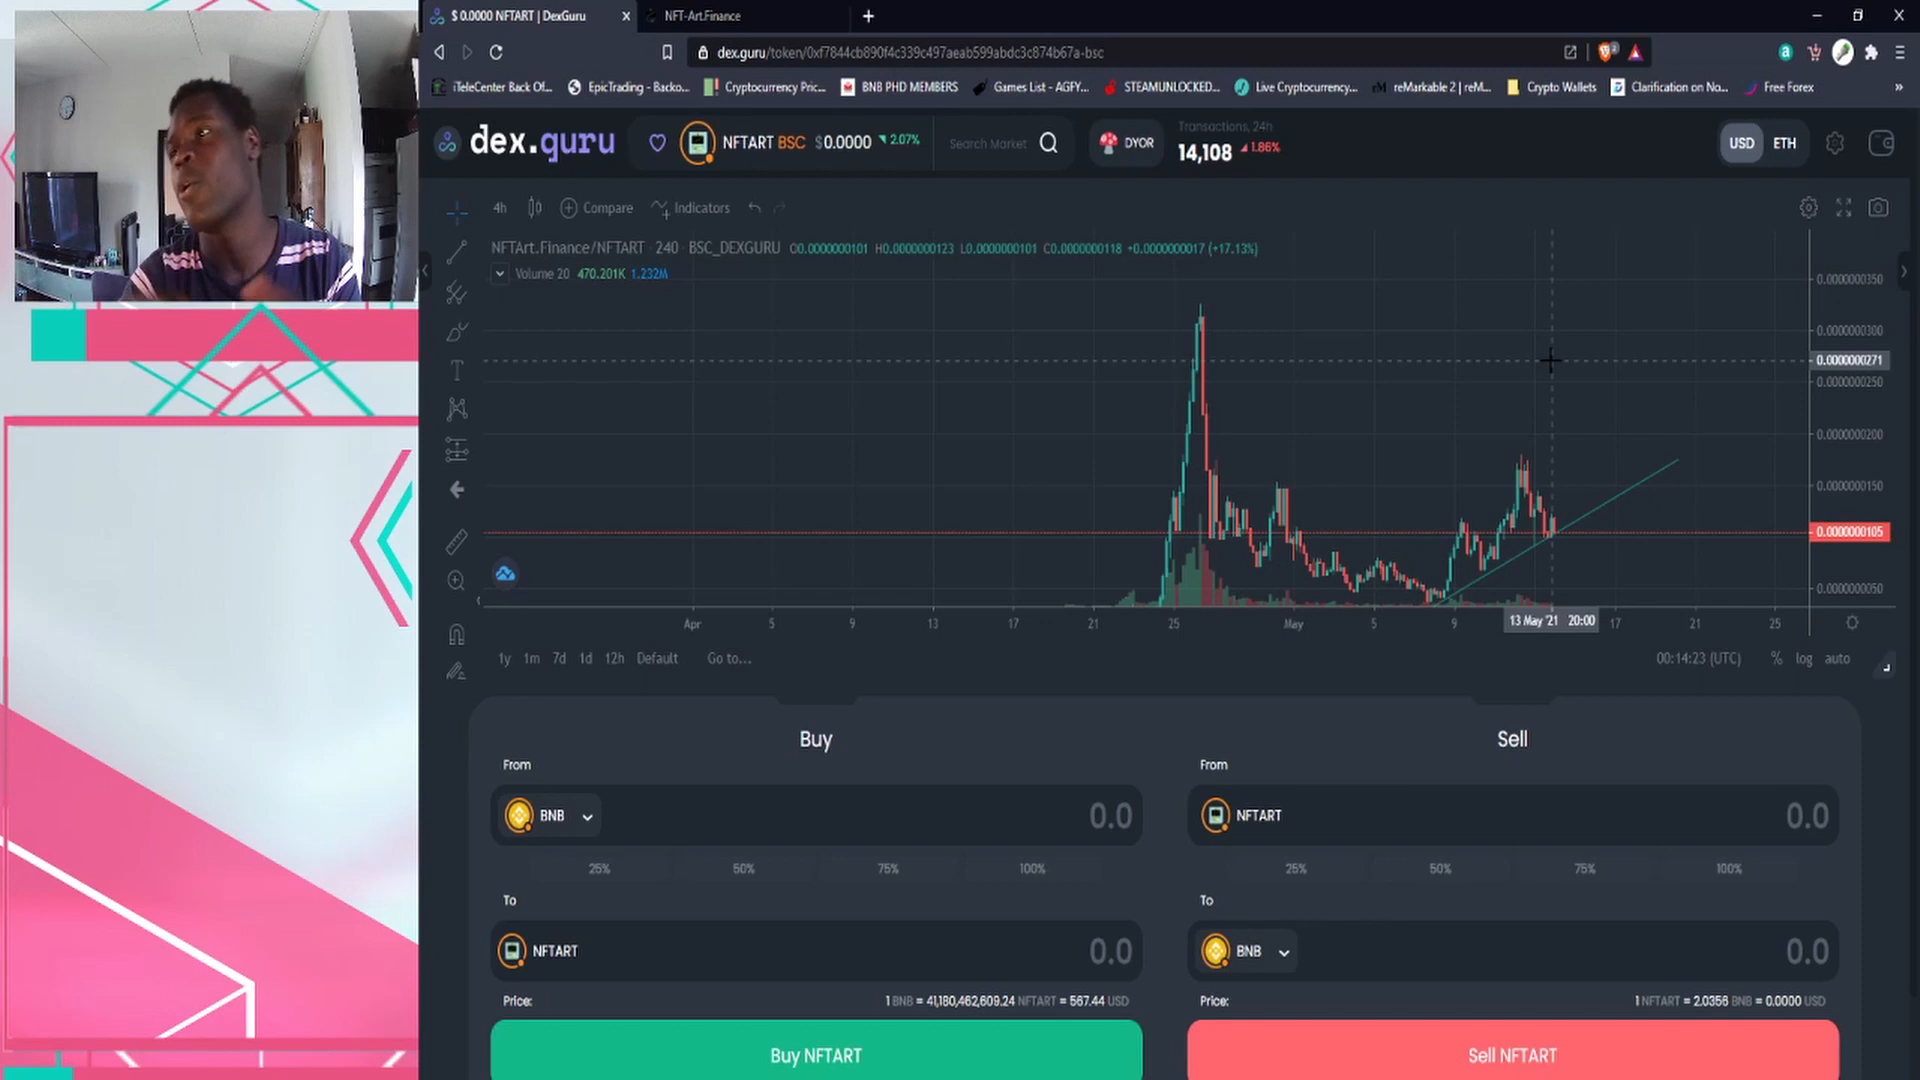 $ 0.0000 NFTART | DexGuru
NFT-Art.Finance
dex.guru/token/0xf7844cb890f4c339c497aeab599abdc3c874b67a-bsc
iTeleCenter Back Of...
EpicTrading - Backo...
Cryptocurrency Pric...
BNB PHD MEMBERS
Games List - AGFY...
STEAMUNLOCKED...
Live Cryptocurrency...
reMarkable 2 | reM...
Crypto Wallets
Clarification on No...
Free Forex
dex.guru
NFTART BSC $0.0000 2.07%
Search Market
DYOR
Transactions, 24h
14,108 1.86%
USD ETH
4h Compare Indicators
NFTArt.Finance/NFTART · 240 · BSC_DEXGURU O0.0000000101 H0.0000000123 L0.0000000101 C0.0000000118 +0.0000000017 (+17.13%)
Volume 20 470.201K 1.232M
0.0000000350
0.0000000300
0.0000000271
0.0000000250
0.0000000200
0.0000000150
0.0000000105
0.0000000050
Apr 5 9 13 17 21 25 May 5 9 13 May '21 20:00 17 21 25
1y 1m 7d 1d 12h Default Go to...
00:14:23 (UTC) % log auto
Buy
From
BNB 0.0
25% 50% 75% 100%
To
NFTART 0.0
Price: 1 BNB = 41,180,462,609.24 NFTART = 567.44 USD
Buy NFTART
Sell
From
NFTART 0.0
25% 50% 75% 100%
To
BNB 0.0
Price: 1 NFTART = 2.0356 BNB = 0.0000 USD
Sell NFTART